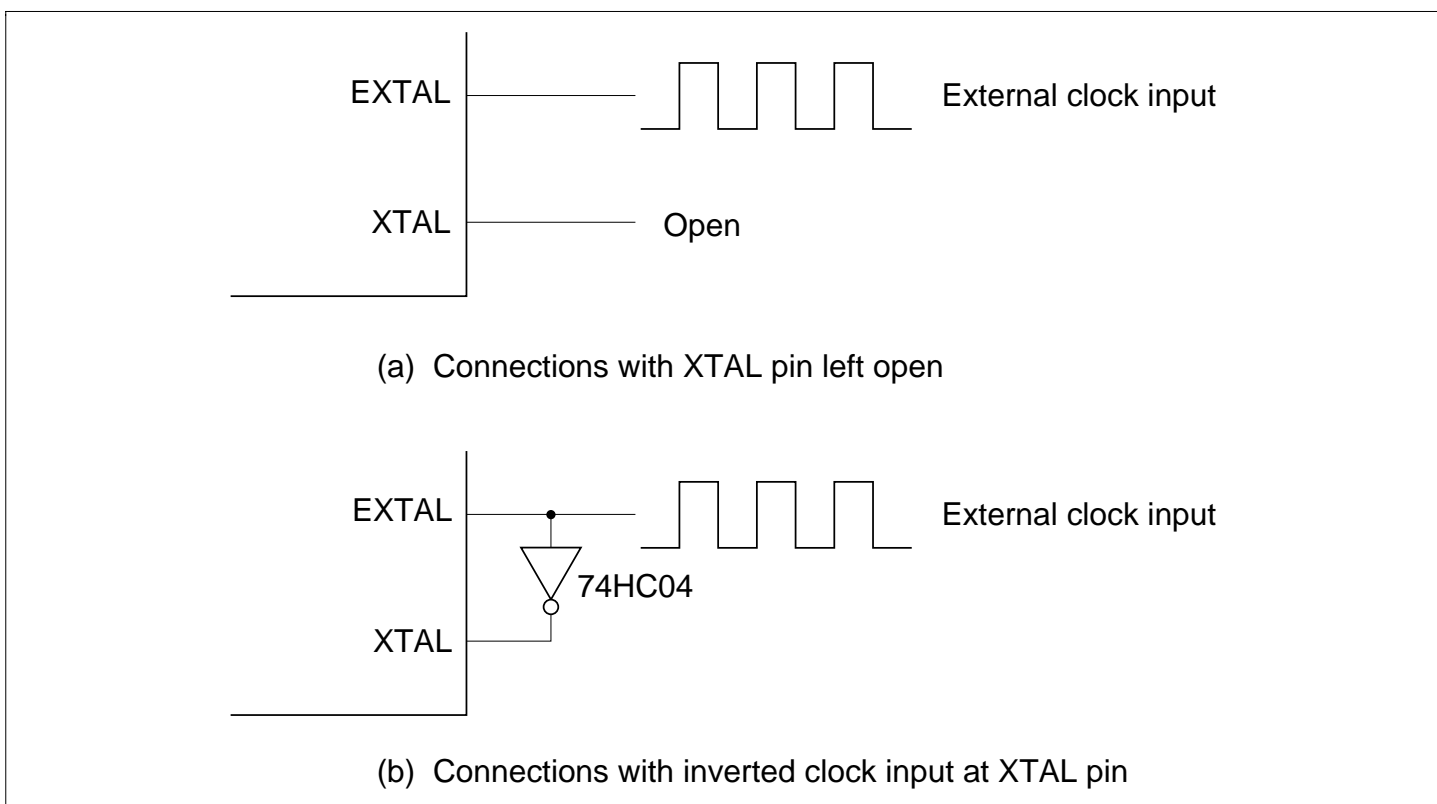 EXTAL
External clock input
XTAL
Open
(a) Connections with XTAL pin left open
EXTAL
External clock input
74HC04
XTAL
(b) Connections with inverted clock input at XTAL pin